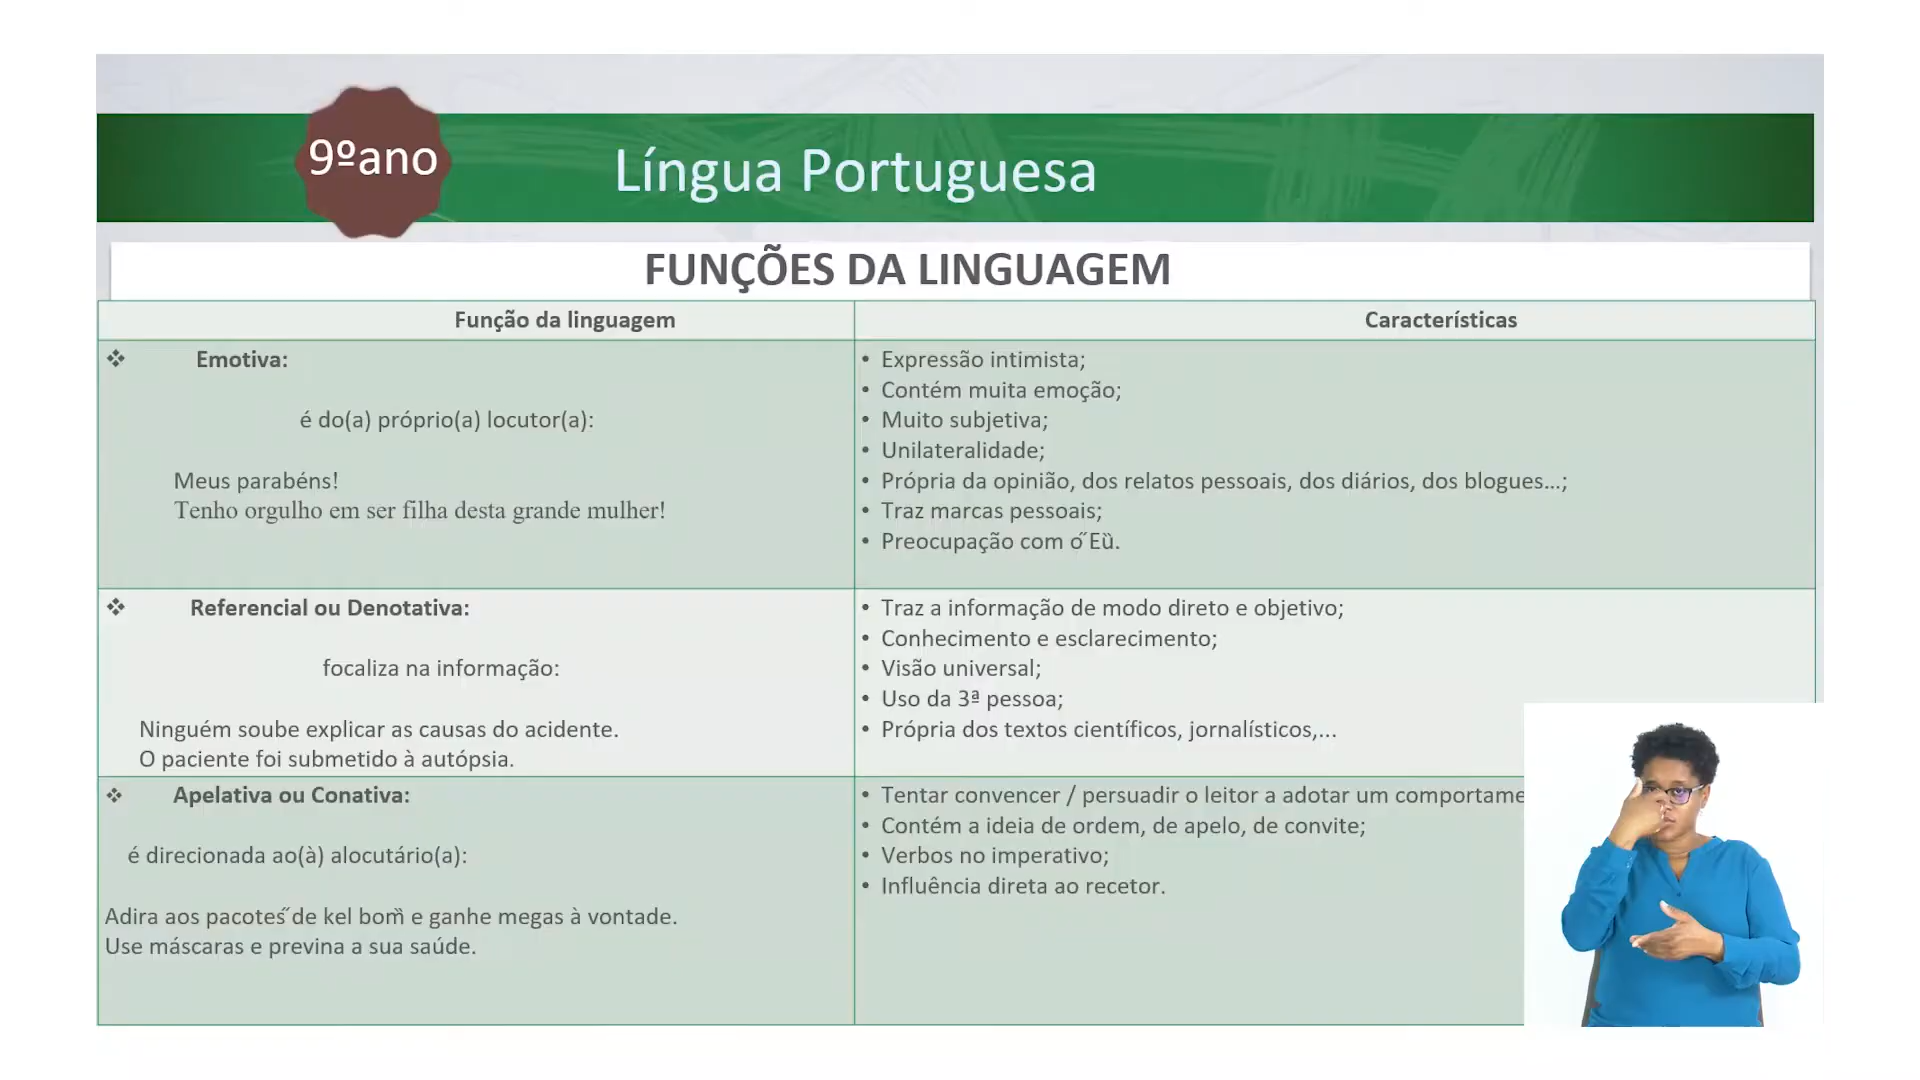 9ºano
Língua Portuguesa
FUNÇÕES DA LINGUAGEM
Função da linguagem
Características
Emotiva:
é do(a) próprio(a) locutor(a):
Meus parabéns!
Tenho orgulho em ser filha desta grande mulher!
• Expressão intimista;
• Contém muita emoção;
• Muito subjetiva;
• Unilateralidade;
• Própria da opinião, dos relatos pessoais, dos diários, dos blogues...;
• Traz marcas pessoais;
• Preocupação com o ̋Eȕ.
Referencial ou Denotativa:
focaliza na informação:
Ninguém soube explicar as causas do acidente.
O paciente foi submetido à autópsia.
• Traz a informação de modo direto e objetivo;
• Conhecimento e esclarecimento;
• Visão universal;
• Uso da 3ª pessoa;
• Própria dos textos científicos, jornalísticos,...
Apelativa ou Conativa:
é direcionada ao(à) alocutário(a):
Adira aos pacotes ̋de kel bom̏ e ganhe megas à vontade.
Use máscaras e previna a sua saúde.
• Tentar convencer / persuadir o leitor a adotar um comportame
• Contém a ideia de ordem, de apelo, de convite;
• Verbos no imperativo;
• Influência direta ao recetor.